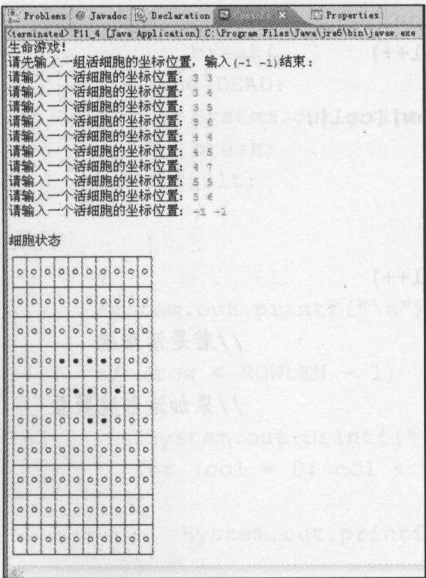 Problems @ Javadoc Declaration Console Properties
<terminated> P11_4 [Java Application] C:\Program Files\Java\jre6\bin\javaw.exe
生命游戏!
请先输入一组活细胞的坐标位置, 输入(-1 -1)结束:
请输入一个活细胞的坐标位置: 3 3
请输入一个活细胞的坐标位置: 3 4
请输入一个活细胞的坐标位置: 3 5
请输入一个活细胞的坐标位置: 3 6
请输入一个活细胞的坐标位置: 4 4
请输入一个活细胞的坐标位置: 4 5
请输入一个活细胞的坐标位置: 4 7
请输入一个活细胞的坐标位置: 5 5
请输入一个活细胞的坐标位置: 5 6
请输入一个活细胞的坐标位置: -1 -1
细胞状态